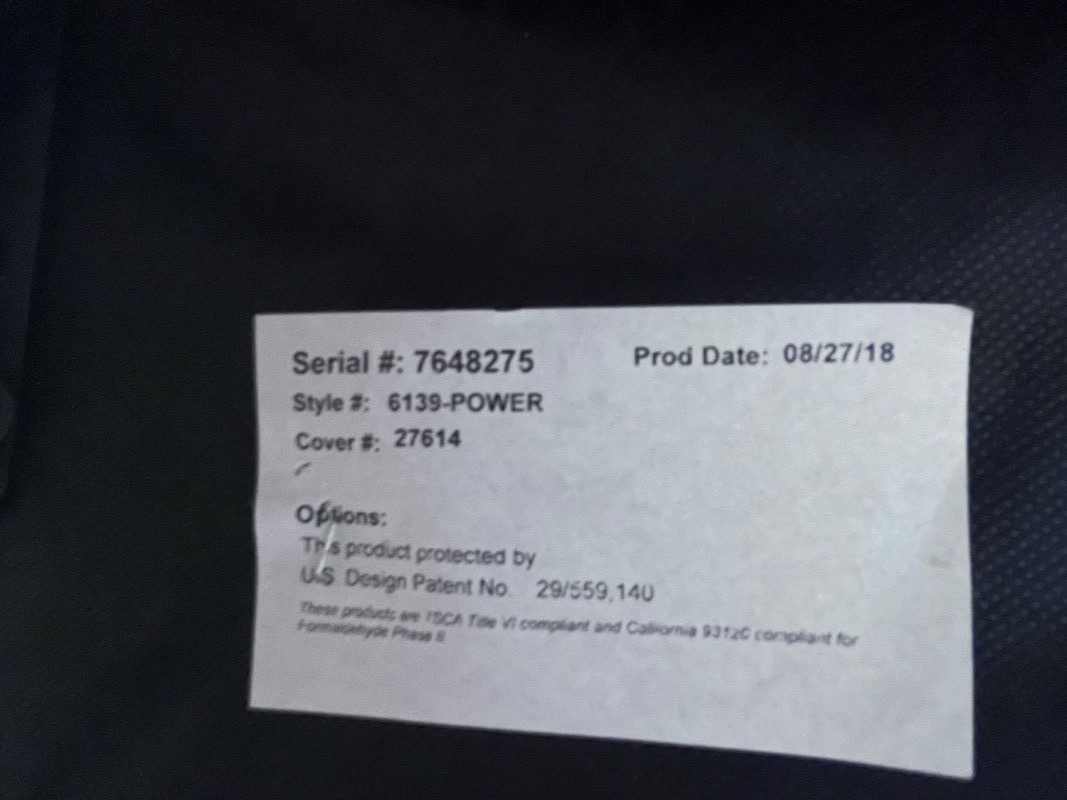 Serial #: 7648275
Prod Date: 08/27/18
Style #: 6139-POWER
Cover #: 27614
Options:
This product protected by
U.S. Design Patent No. 29/559,140
These products are TSCA Title VI compliant and California 93120 compliant for
Formaldehyde Phase II